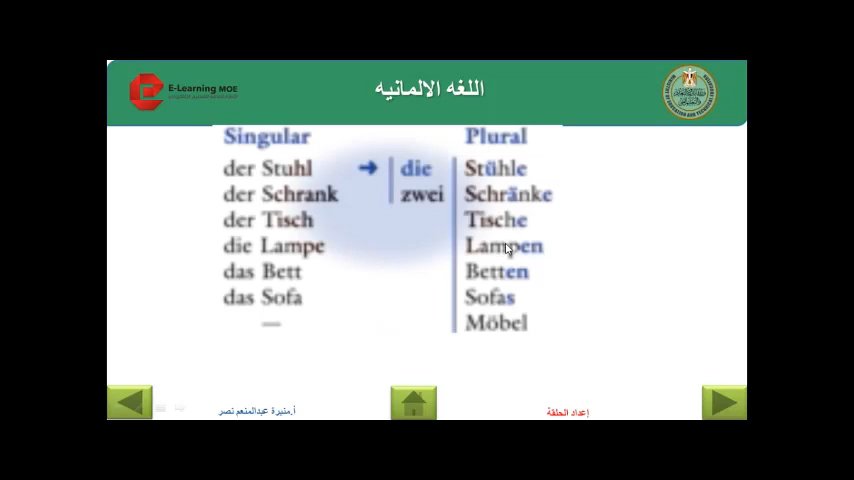 E-Learning MOE
اللغه الالمانيه
Singular Plural
der Stuhl → die Stühle
der Schrank zwei Schränke
der Tisch Tische
die Lampe Lampen
das Bett Betten
das Sofa Sofas
— Möbel
أ.منيرة عبدالمنعم نصر
إعداد الحلقة